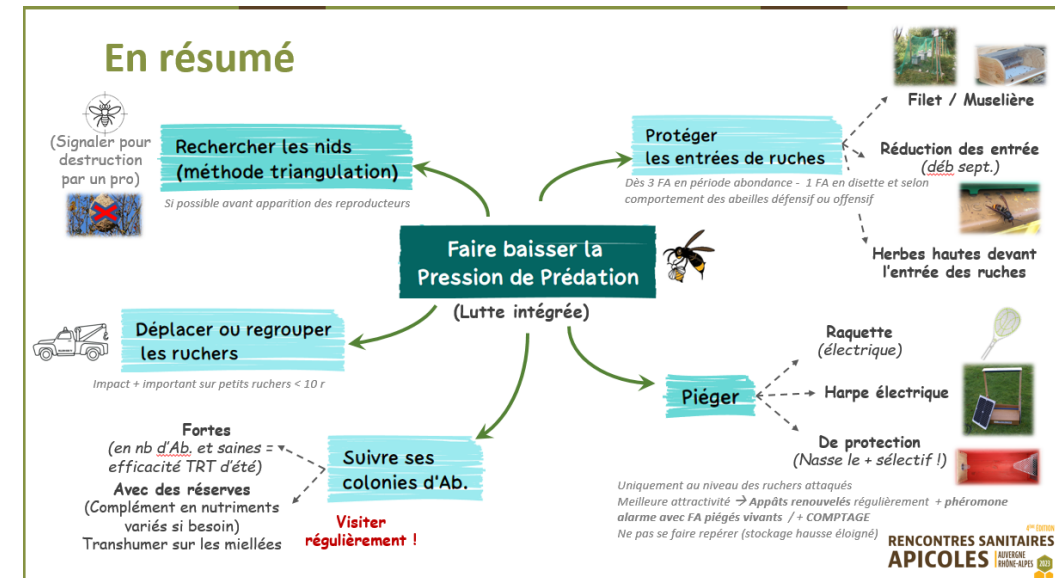 En résumé
(Signaler pour
destruction
par un pro)
Rechercher les nids
(méthode triangulation)
Si possible avant apparition des reproducteurs
Protéger
les entrées de ruches
Dès 3 FA en période abondance - 1 FA en disette et selon
comportement des abeilles défensif ou offensif
Filet / Muselière
Réduction des entrée
(déb sept.)
Herbes hautes devant
l'entrée des ruches
Faire baisser la
Pression de Prédation
(Lutte intégrée)
Déplacer ou regrouper
les ruchers
Impact + important sur petits ruchers < 10 r
Raquette
(électrique)
Harpe électrique
De protection
(Nasse le + sélectif !)
Piéger
Uniquement au niveau des ruchers attaqués
Meilleure attractivité → Appâts renouvelés régulièrement + phéromone
alarme avec FA piégés vivants / + COMPTAGE
Ne pas se faire repérer (stockage hausse éloigné)
Fortes
(en nb d'Ab. et saines =
efficacité TRT d'été)
Avec des réserves
(Complément en nutriments
variés si besoin)
Transhumer sur les miellées
Suivre ses
colonies d'Ab.
Visiter
régulièrement !
4ème ÉDITION
RENCONTRES SANITAIRES
APICOLES AUVERGNE
RHÔNE-ALPES 2023